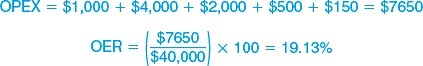 OPEX = $1,000 + $4,000 + $2,000 + $500 + $150 = $7650
OER = ($7650 / $40,000) × 100 = 19.13%